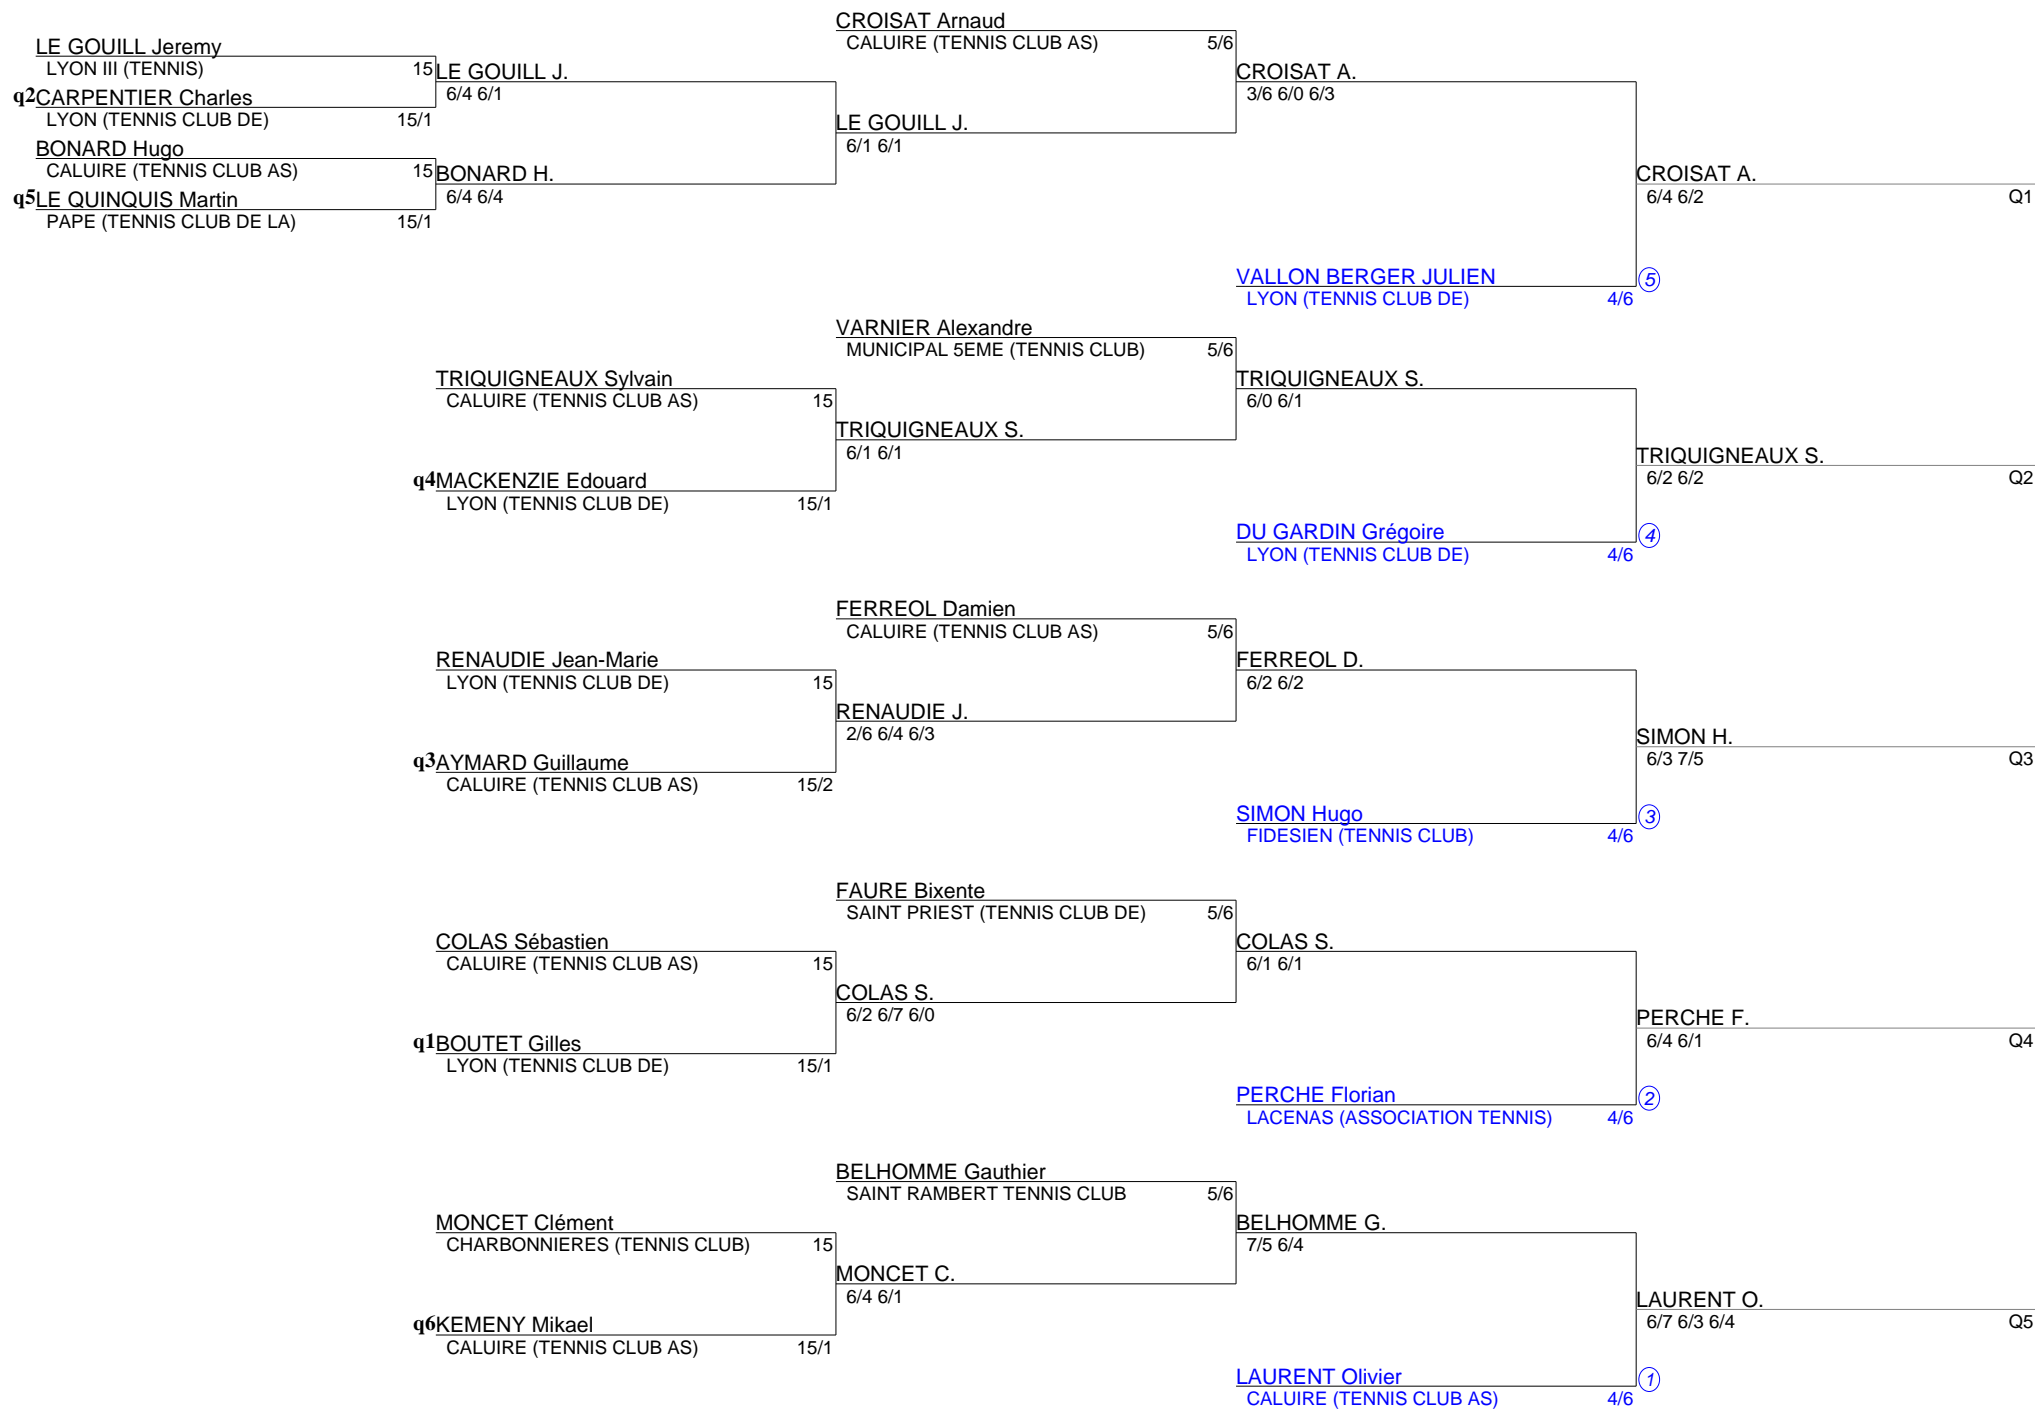 CROISAT Arnaud
CALUIRE (TENNIS CLUB AS) 5/6
LE GOUILL Jeremy
LYON III (TENNIS) 15
LE GOUILL J.
6/4 6/1
CROISAT A.
3/6 6/0 6/3
q2 CARPENTIER Charles
LYON (TENNIS CLUB DE) 15/1
LE GOUILL J.
6/1 6/1
BONARD Hugo
CALUIRE (TENNIS CLUB AS) 15
BONARD H.
6/4 6/4
CROISAT A.
6/4 6/2 Q1
q5 LE QUINQUIS Martin
PAPE (TENNIS CLUB DE LA) 15/1
VALLON BERGER JULIEN 5
LYON (TENNIS CLUB DE) 4/6
VARNIER Alexandre
MUNICIPAL 5EME (TENNIS CLUB) 5/6
TRIQUIGNEAUX Sylvain
CALUIRE (TENNIS CLUB AS) 15
TRIQUIGNEAUX S.
6/0 6/1
TRIQUIGNEAUX S.
6/1 6/1
TRIQUIGNEAUX S.
6/2 6/2 Q2
q4 MACKENZIE Edouard
LYON (TENNIS CLUB DE) 15/1
DU GARDIN Grégoire 4
LYON (TENNIS CLUB DE) 4/6
FERREOL Damien
CALUIRE (TENNIS CLUB AS) 5/6
RENAUDIE Jean-Marie
LYON (TENNIS CLUB DE) 15
FERREOL D.
6/2 6/2
RENAUDIE J.
2/6 6/4 6/3
SIMON H.
6/3 7/5 Q3
q3 AYMARD Guillaume
CALUIRE (TENNIS CLUB AS) 15/2
SIMON Hugo 3
FIDESIEN (TENNIS CLUB) 4/6
FAURE Bixente
SAINT PRIEST (TENNIS CLUB DE) 5/6
COLAS Sébastien
CALUIRE (TENNIS CLUB AS) 15
COLAS S.
6/1 6/1
COLAS S.
6/2 6/7 6/0
PERCHE F.
6/4 6/1 Q4
q1 BOUTET Gilles
LYON (TENNIS CLUB DE) 15/1
PERCHE Florian 2
LACENAS (ASSOCIATION TENNIS) 4/6
BELHOMME Gauthier
SAINT RAMBERT TENNIS CLUB 5/6
MONCET Clément
CHARBONNIERES (TENNIS CLUB) 15
BELHOMME G.
7/5 6/4
MONCET C.
6/4 6/1
LAURENT O.
6/7 6/3 6/4 Q5
q6 KEMENY Mikael
CALUIRE (TENNIS CLUB AS) 15/1
LAURENT Olivier 1
CALUIRE (TENNIS CLUB AS) 4/6